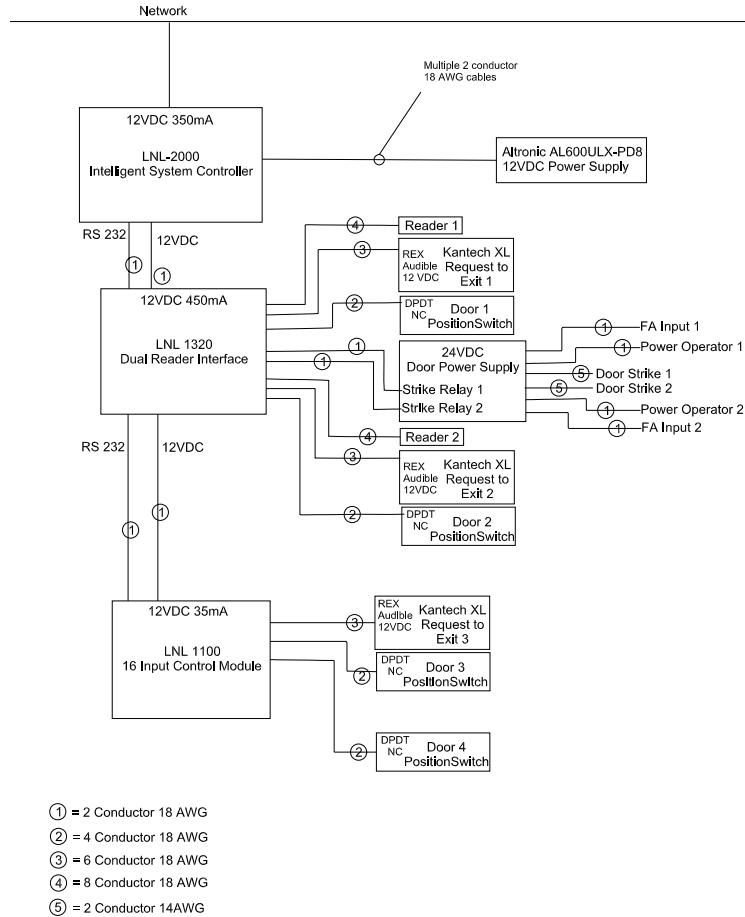 Network
Multiple 2 conductor
18 AWG cables
12VDC 350mA
LNL-2000
Intelligent System Controller
Altronic AL600ULX-PD8
12VDC Power Supply
RS 232
12VDC
1
1
4
Reader 1
3
REX
Audible
12 VDC
Kantech XL
Request to
Exit 1
12VDC 450mA
LNL 1320
Dual Reader Interface
2
DPDT
NC
Door 1
PositionSwitch
1
1
24VDC
Door Power Supply
Strike Relay 1
Strike Relay 2
1
FA Input 1
1
Power Operator 1
5
Door Strike 1
5
Door Strike 2
1
Power Operator 2
1
FA Input 2
4
Reader 2
RS 232
12VDC
3
REX
Audible
12VDC
Kantech XL
Request to
Exit 2
2
DPDT
NC
Door 2
PositionSwitch
1
1
12VDC 35mA
LNL 1100
16 Input Control Module
3
REX
Audible
12VDC
Kantech XL
Request to
Exit 3
2
DPDT
NC
Door 3
PositionSwitch
2
DPDT
NC
Door 4
PositionSwitch
1 = 2 Conductor 18 AWG
2 = 4 Conductor 18 AWG
3 = 6 Conductor 18 AWG
4 = 8 Conductor 18 AWG
5 = 2 Conductor 14AWG